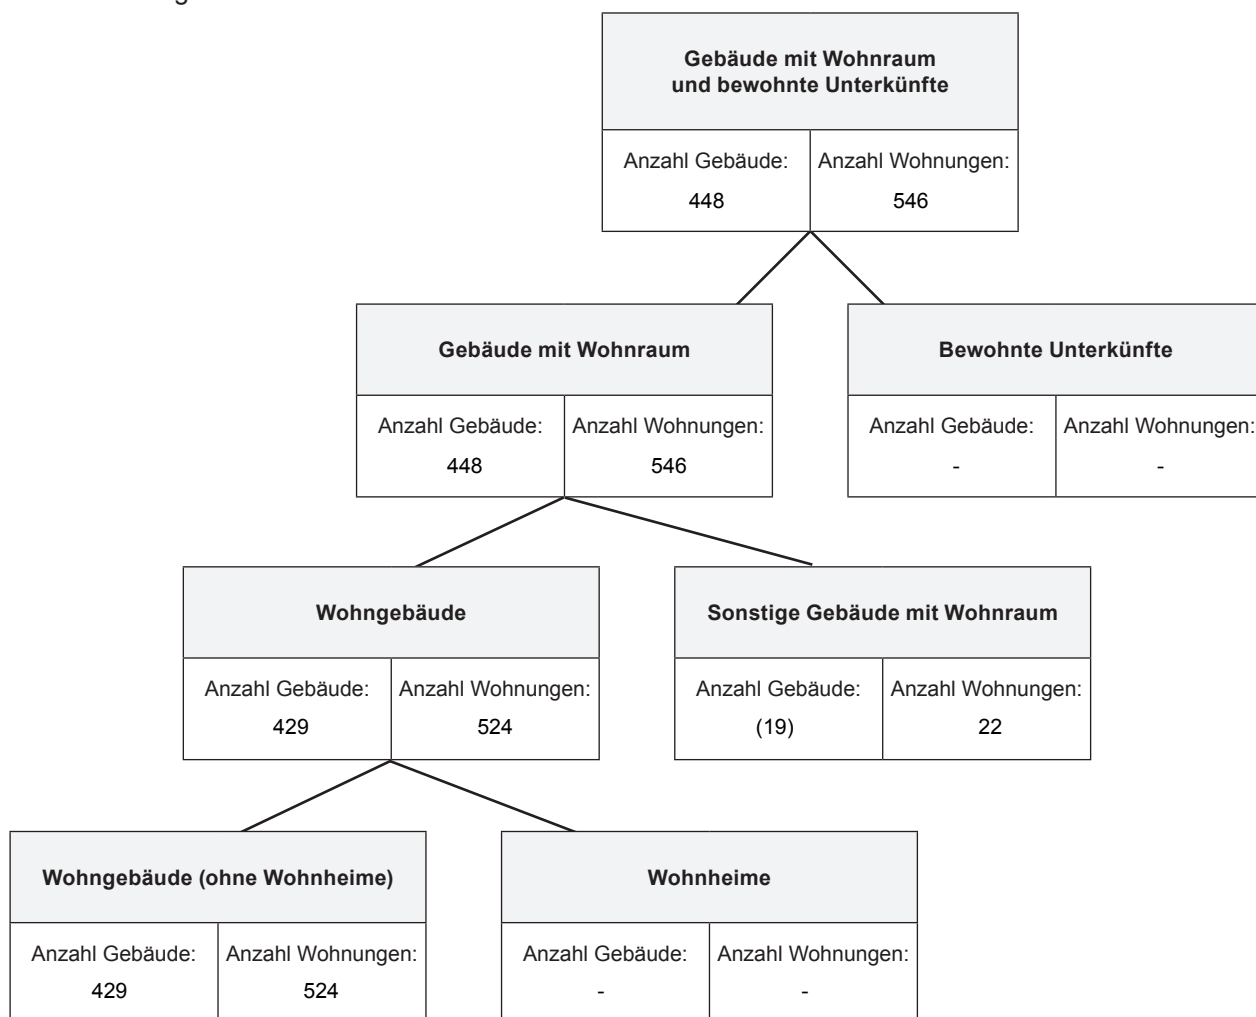 Gebäude mit Wohnraum
und bewohnte Unterkünfte
Anzahl Gebäude: Anzahl Wohnungen:
448 546
Gebäude mit Wohnraum
Anzahl Gebäude: Anzahl Wohnungen:
448 546
Bewohnte Unterkünfte
Anzahl Gebäude: Anzahl Wohnungen:
- -
Wohngebäude
Anzahl Gebäude: Anzahl Wohnungen:
429 524
Sonstige Gebäude mit Wohnraum
Anzahl Gebäude: Anzahl Wohnungen:
(19) 22
Wohngebäude (ohne Wohnheime)
Anzahl Gebäude: Anzahl Wohnungen:
429 524
Wohnheime
Anzahl Gebäude: Anzahl Wohnungen:
- -